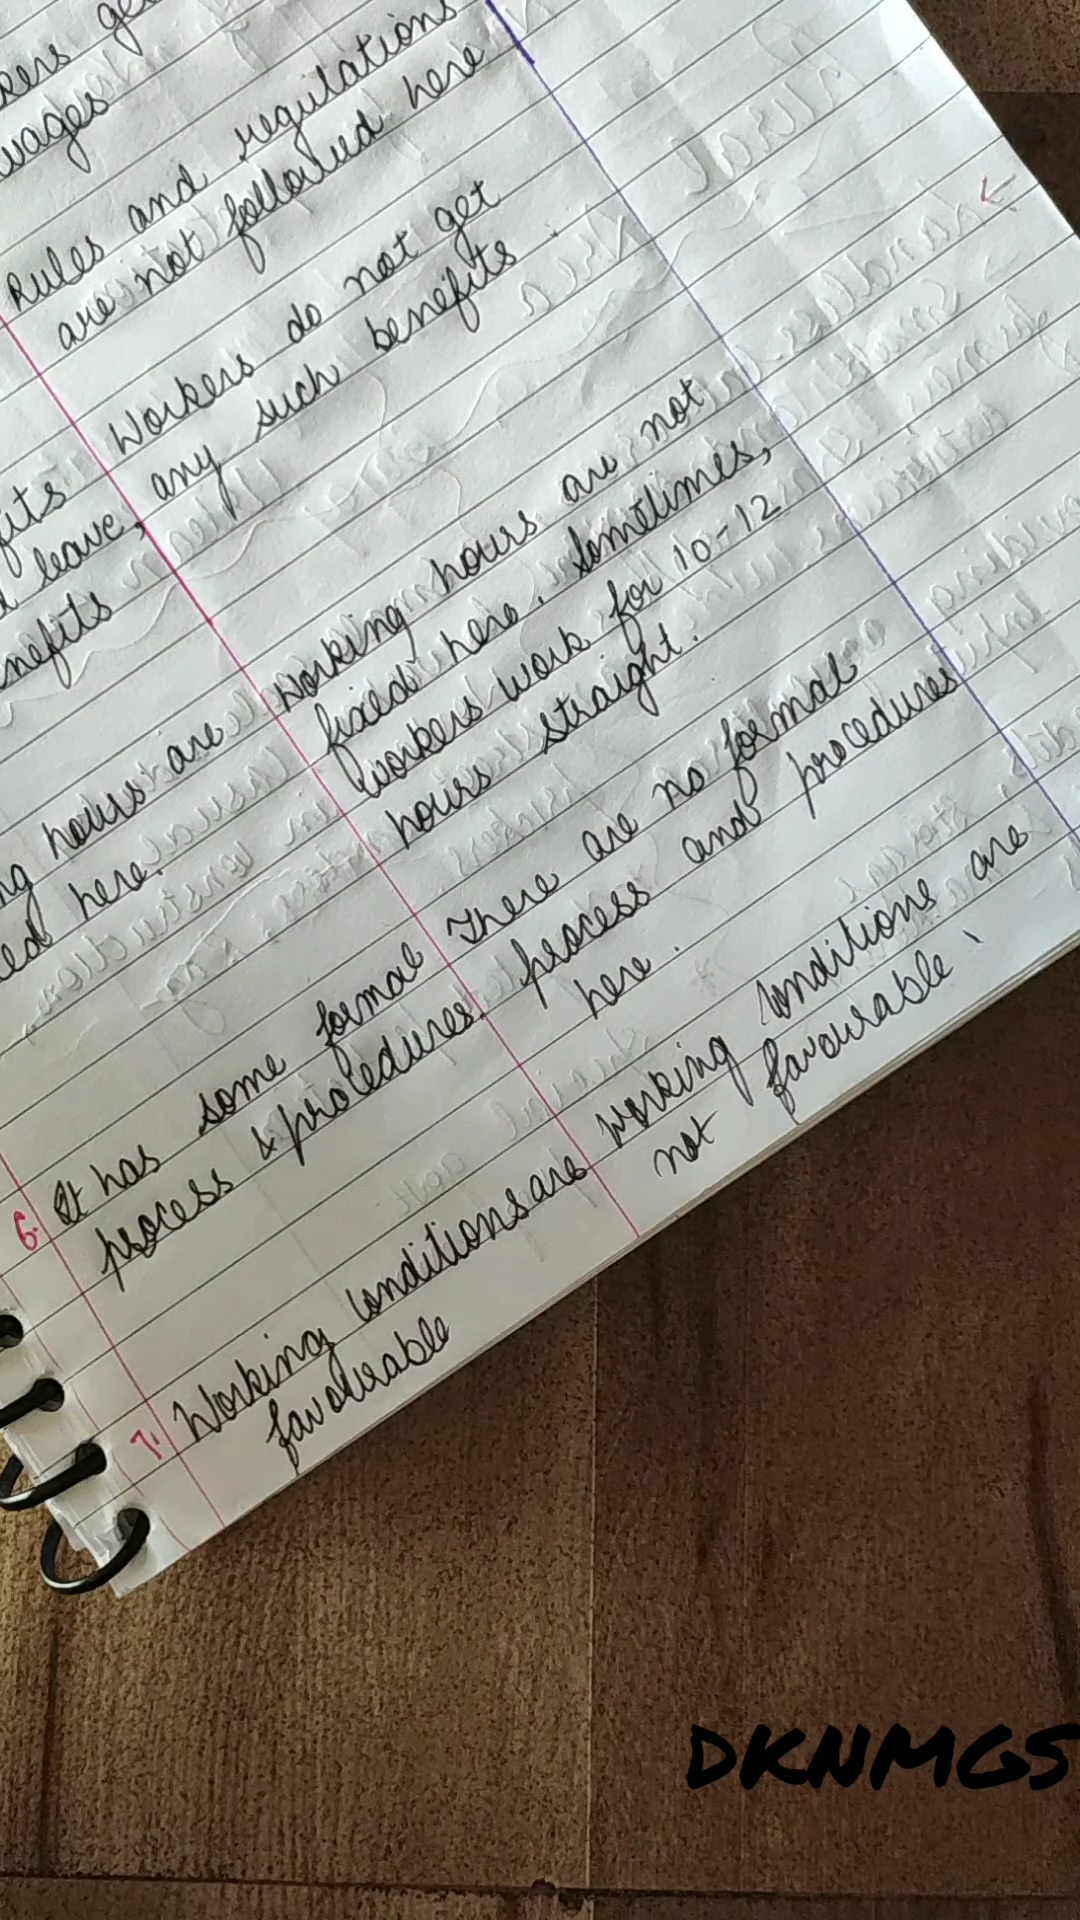 wages
Rules and regulations
are not followed here
Workers do not get
any such benefits.
leave,
Working hours are not
fixed here. Sometimes,
workers work for 10-12
hours straight.
hours are
here.
There are no formal
process and procedures
here.
6. It has some formal
process & procedures.
Working conditions are
not favourable.
7. Working conditions are
favourable
DKNMGS